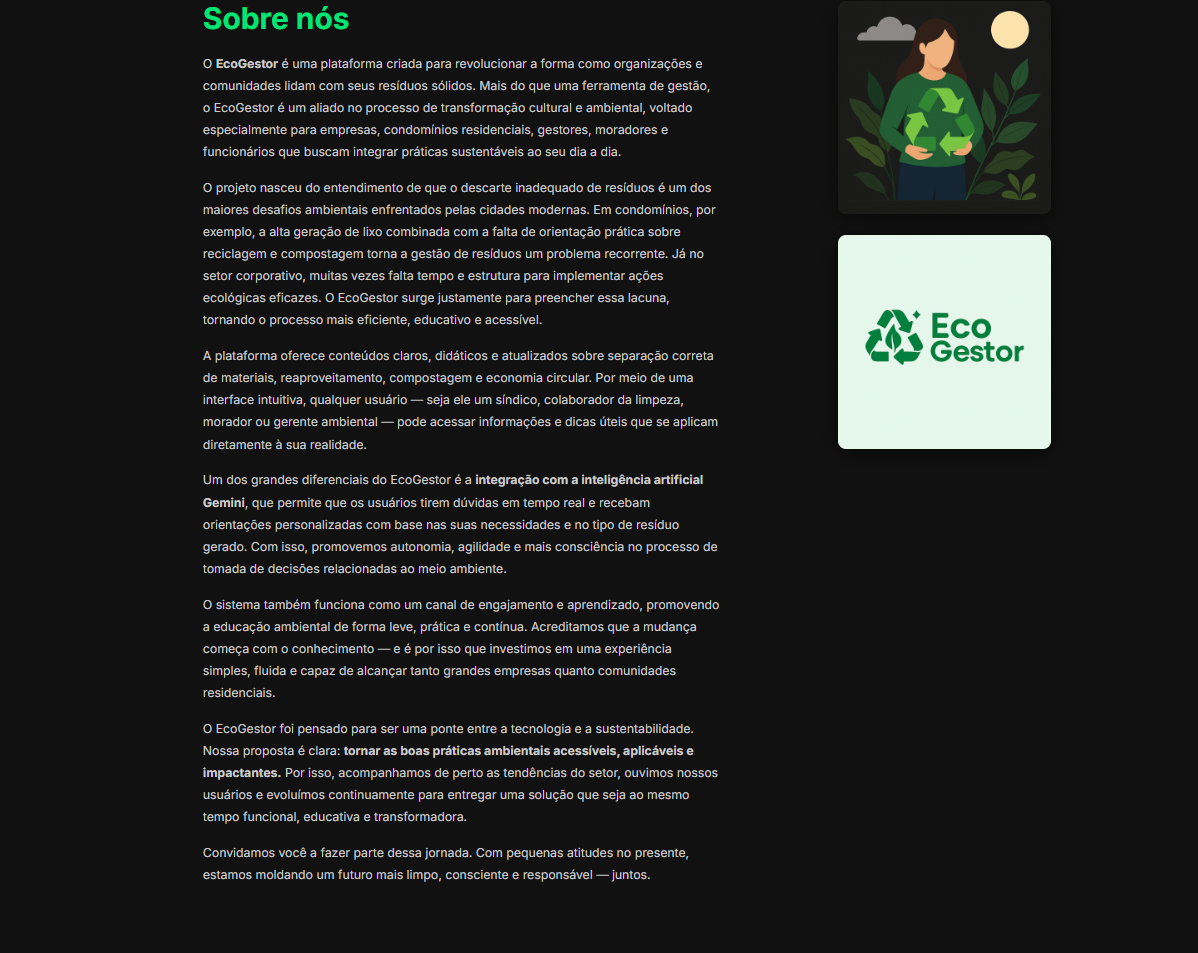 Sobre nós
O EcoGestor é uma plataforma criada para revolucionar a forma como organizações e
comunidades lidam com seus resíduos sólidos. Mais do que uma ferramenta de gestão,
o EcoGestor é um aliado no processo de transformação cultural e ambiental, voltado
especialmente para empresas, condomínios residenciais, gestores, moradores e
funcionários que buscam integrar práticas sustentáveis ao seu dia a dia.
O projeto nasceu do entendimento de que o descarte inadequado de resíduos é um dos
maiores desafios ambientais enfrentados pelas cidades modernas. Em condomínios, por
exemplo, a alta geração de lixo combinada com a falta de orientação prática sobre
reciclagem e compostagem torna a gestão de resíduos um problema recorrente. Já no
setor corporativo, muitas vezes falta tempo e estrutura para implementar ações
ecológicas eficazes. O EcoGestor surge justamente para preencher essa lacuna,
tornando o processo mais eficiente, educativo e acessível.
A plataforma oferece conteúdos claros, didáticos e atualizados sobre separação correta
de materiais, reaproveitamento, compostagem e economia circular. Por meio de uma
interface intuitiva, qualquer usuário — seja ele um síndico, colaborador da limpeza,
morador ou gerente ambiental — pode acessar informações e dicas úteis que se aplicam
diretamente à sua realidade.
Um dos grandes diferenciais do EcoGestor é a integração com a inteligência artificial
Gemini, que permite que os usuários tirem dúvidas em tempo real e recebam
orientações personalizadas com base nas suas necessidades e no tipo de resíduo
gerado. Com isso, promovemos autonomia, agilidade e mais consciência no processo de
tomada de decisões relacionadas ao meio ambiente.
O sistema também funciona como um canal de engajamento e aprendizado, promovendo
a educação ambiental de forma leve, prática e contínua. Acreditamos que a mudança
começa com o conhecimento — e é por isso que investimos em uma experiência
simples, fluida e capaz de alcançar tanto grandes empresas quanto comunidades
residenciais.
O EcoGestor foi pensado para ser uma ponte entre a tecnologia e a sustentabilidade.
Nossa proposta é clara: tornar as boas práticas ambientais acessíveis, aplicáveis e
impactantes. Por isso, acompanhamos de perto as tendências do setor, ouvimos nossos
usuários e evoluímos continuamente para entregar uma solução que seja ao mesmo
tempo funcional, educativa e transformadora.
Convidamos você a fazer parte dessa jornada. Com pequenas atitudes no presente,
estamos moldando um futuro mais limpo, consciente e responsável — juntos.
Eco
Gestor